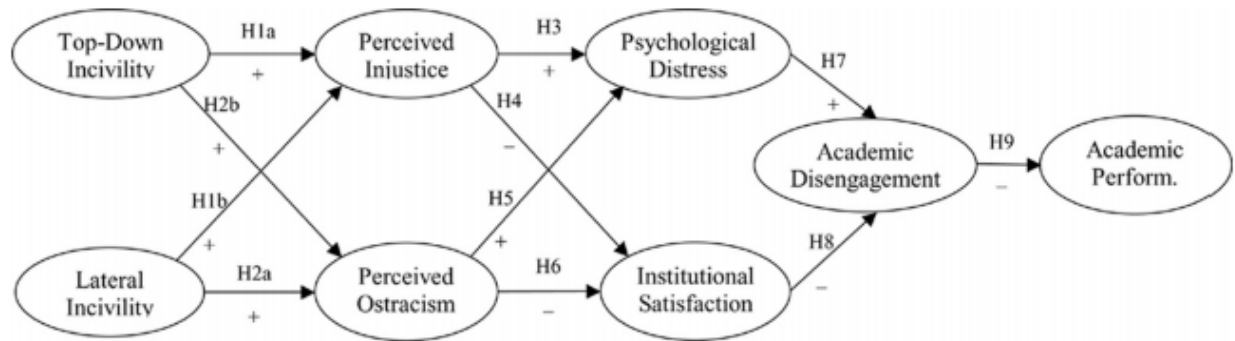 Top-Down
Incivility
H1a
+
Perceived
Injustice
H3
+
Psychological
Distress
H7
+
H2b
+
H4
−
Academic
Disengagement
H9
−
Academic
Perform.
H1b
+
H5
+
Lateral
Incivility
H2a
+
Perceived
Ostracism
H6
−
Institutional
Satisfaction
H8
−